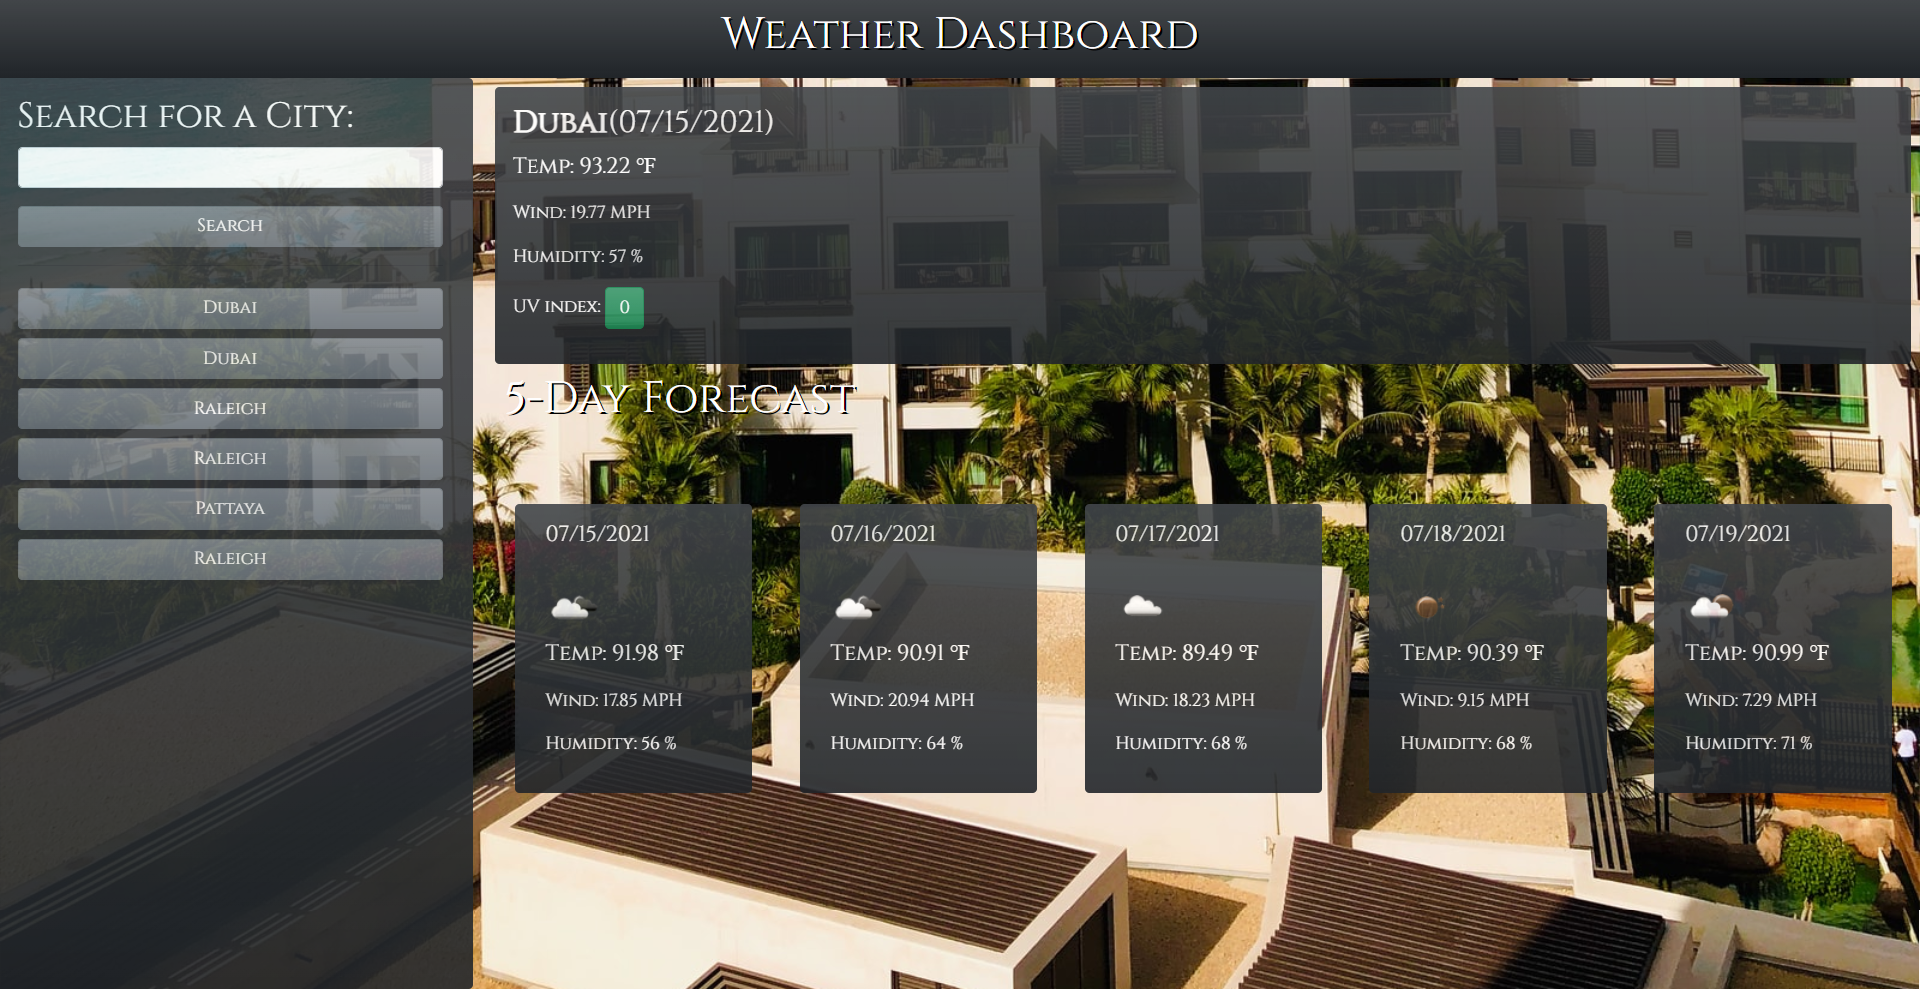 Weather Dashboard
Search for a City:
Search
Dubai
Dubai
Raleigh
Raleigh
Pattaya
Raleigh
Dubai(07/15/2021)
Temp: 93.22 °F
Wind: 19.77 MPH
Humidity: 57 %
UV index: 0
5-Day Forecast
07/15/2021
Temp: 91.98 °F
Wind: 17.85 MPH
Humidity: 56 %
07/16/2021
Temp: 90.91 °F
Wind: 20.94 MPH
Humidity: 64 %
07/17/2021
Temp: 89.49 °F
Wind: 18.23 MPH
Humidity: 68 %
07/18/2021
Temp: 90.39 °F
Wind: 9.15 MPH
Humidity: 68 %
07/19/2021
Temp: 90.99 °F
Wind: 7.29 MPH
Humidity: 71 %